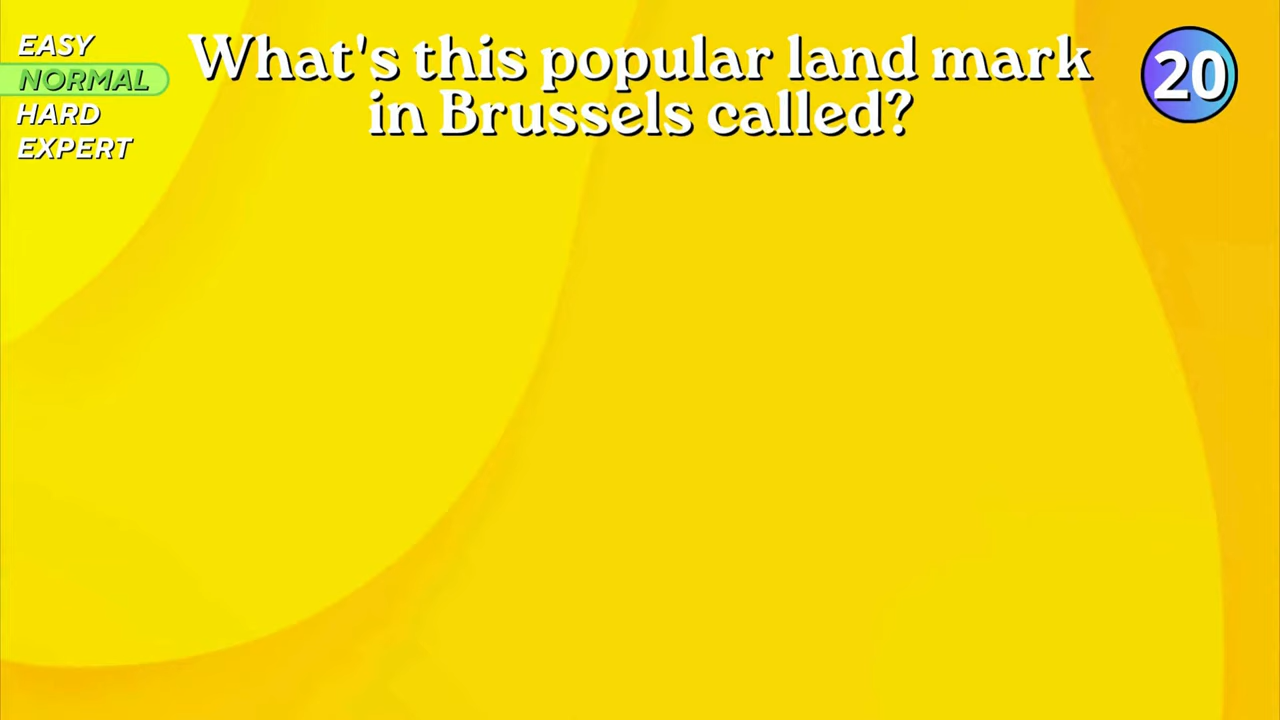 EASY
NORMAL
HARD
EXPERT
What's this popular land mark
in Brussels called?
20